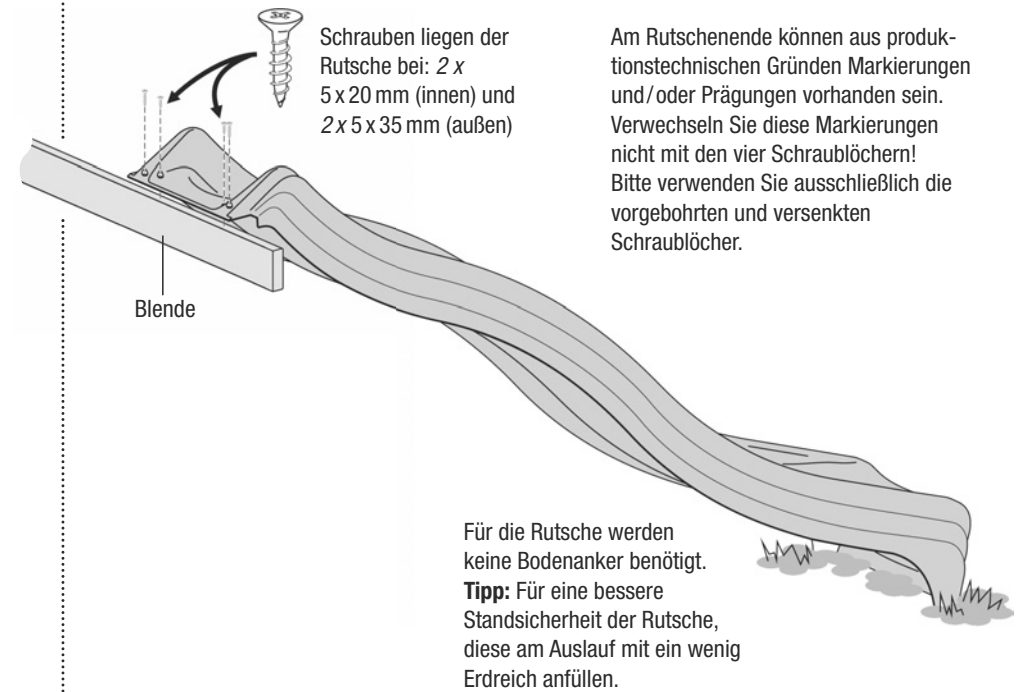 Schrauben liegen der
Rutsche bei: 2 x
5 x 20 mm (innen) und
2 x 5 x 35 mm (außen)
Am Rutschenende können aus produk-
tionstechnischen Gründen Markierungen
und/oder Prägungen vorhanden sein.
Verwechseln Sie diese Markierungen
nicht mit den vier Schraublöchern!
Bitte verwenden Sie ausschließlich die
vorgebohrten und versenkten
Schraublöcher.
Blende
Für die Rutsche werden
keine Bodenanker benötigt.
Tipp: Für eine bessere
Standsicherheit der Rutsche,
diese am Auslauf mit ein wenig
Erdreich anfüllen.